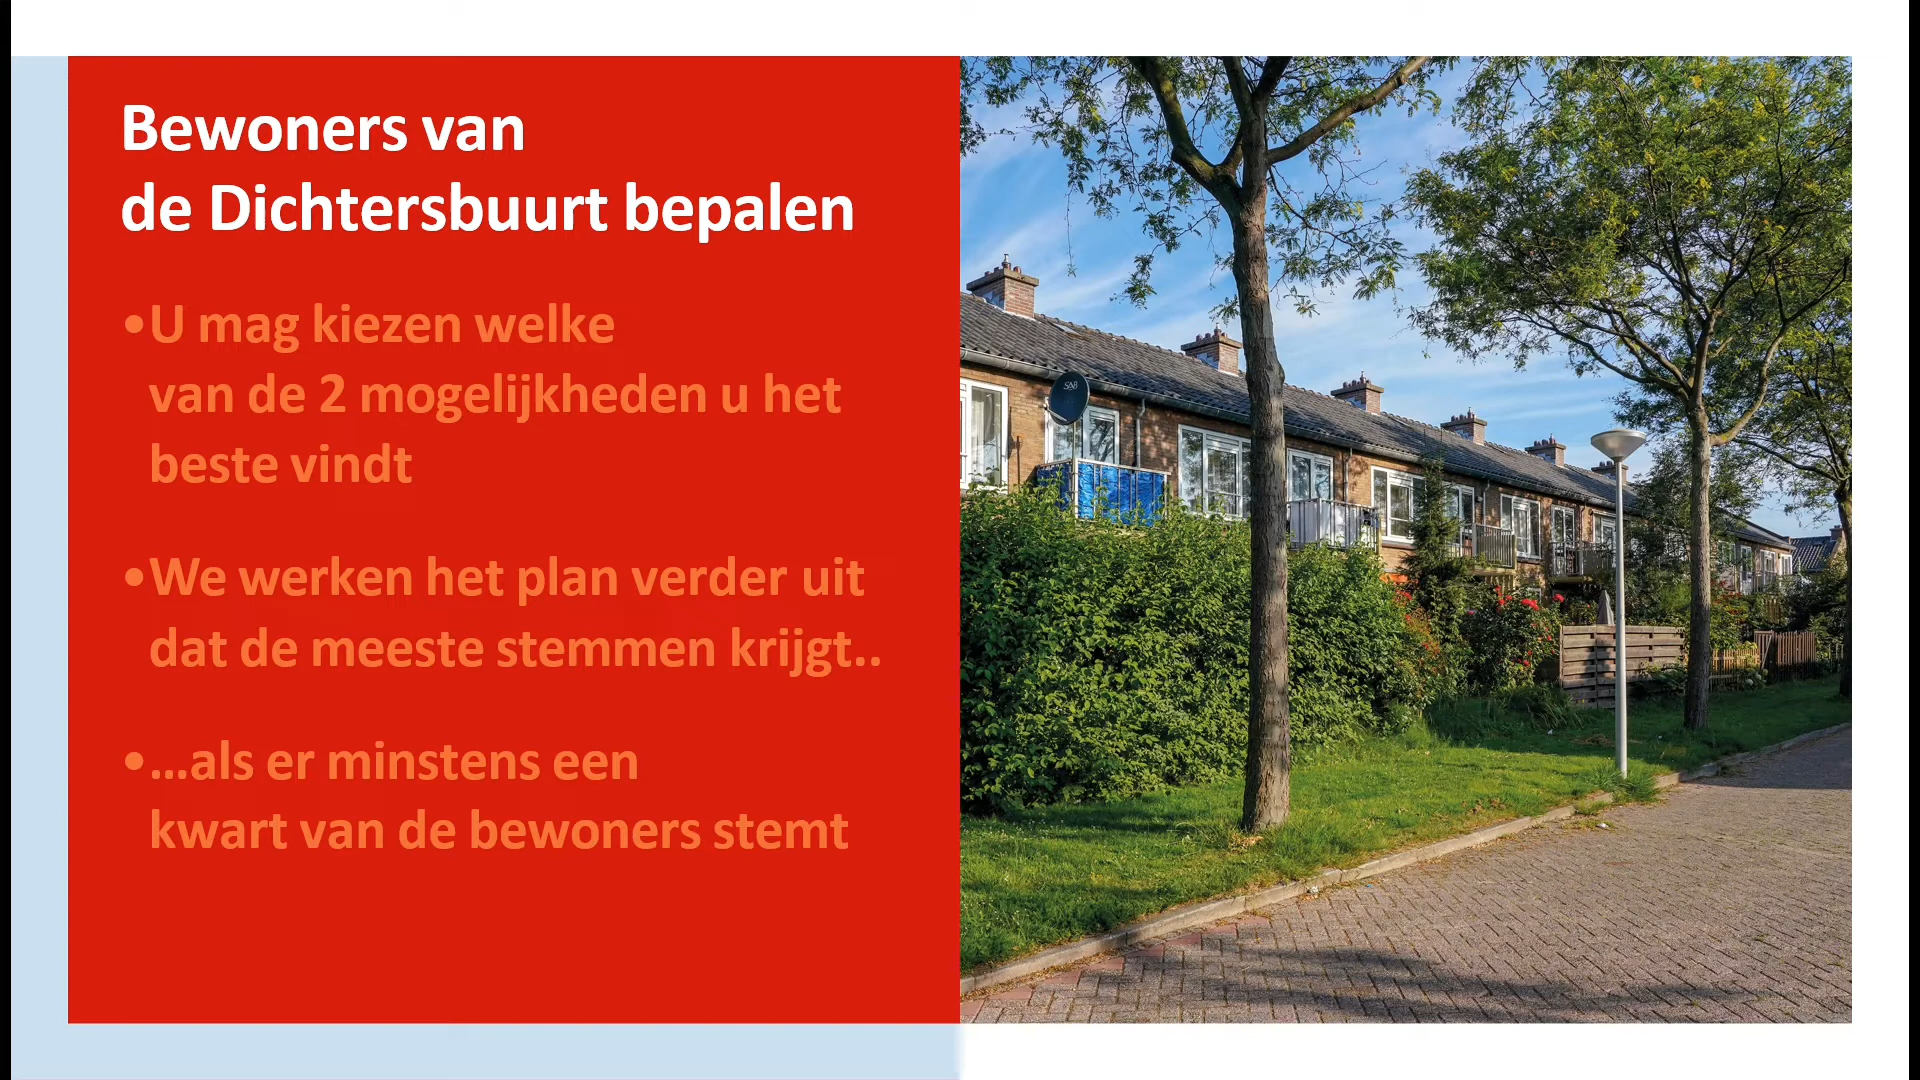 Bewoners van
de Dichtersbuurt bepalen
•U mag kiezen welke
van de 2 mogelijkheden u het
beste vindt
•We werken het plan verder uit
dat de meeste stemmen krijgt..
•...als er minstens een
kwart van de bewoners stemt